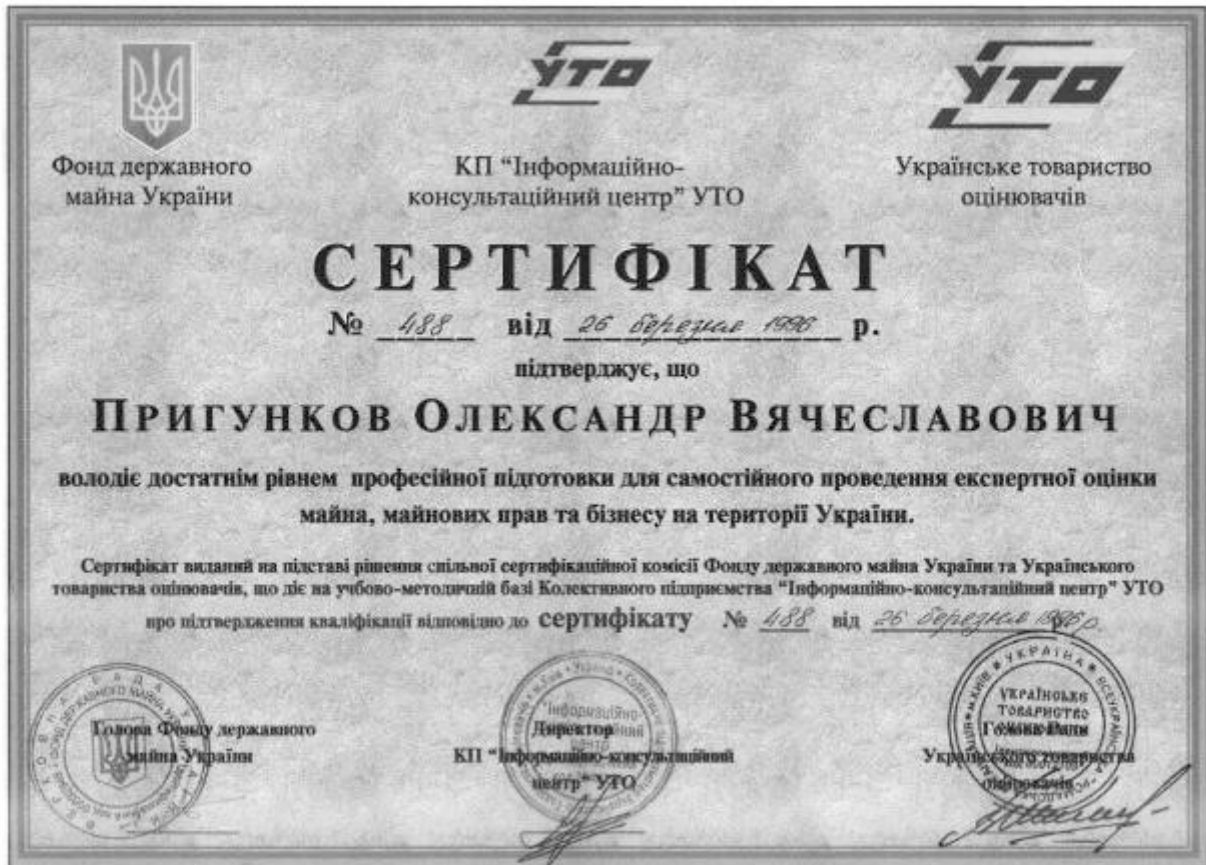 УТО
УТО
Фонд державного
майна України
КП “Інформаційно-
консультаційний центр” УТО
Українське товариство
оцінювачів
СЕРТИФІКАТ
№ 488 від 26 березня 1996 р.
підтверджує, що
ПРИГУНКОВ ОЛЕКСАНДР ВЯЧЕСЛАВОВИЧ
володіє достатнім рівнем професійної підготовки для самостійного проведення експертної оцінки
майна, майнових прав та бізнесу на території України.
Сертифікат виданий на підставі рішення спільної сертифікаційної комісії Фонду державного майна України та Українського
товариства оцінювачів, що діє на учбово-методичній базі Колективного підприємства “Інформаційно-консультаційний центр” УТО
про підтвердження кваліфікації відповідно до сертифікату № 488 від 26 березня 1996 р.
Голова Фонду державного
майна України
Директор
КП “Інформаційно-консультаційний
центр” УТО
Голова Ради
Українського товариства
оцінювачів
УКРАЇНА
УКРАЇНСЬКЕ
ТОВАРИСТВО